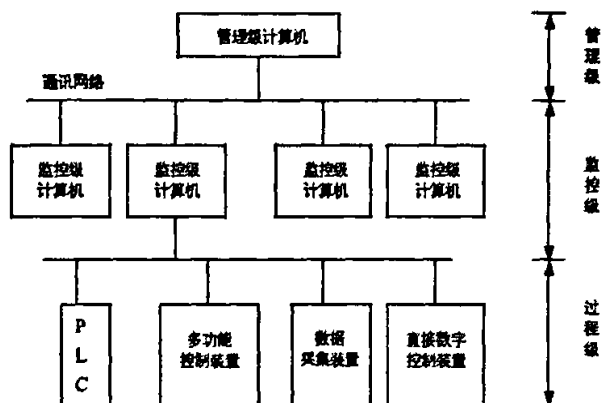 管理级计算机
通讯网络
监控级
计算机
监控级
计算机
监控级
计算机
监控级
计算机
P
L
C
多功能
控制装置
数据
采集装置
直接数字
控制装置
管
理
级
监
控
级
过
程
级